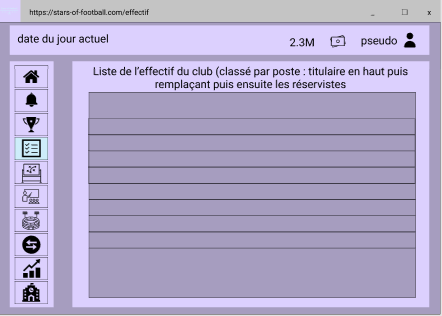 https://stars-of-football.com/effectif
date du jour actuel
2.3M
pseudo
Liste de l'effectif du club (classé par poste : titulaire en haut puis
remplaçant puis ensuite les réservistes